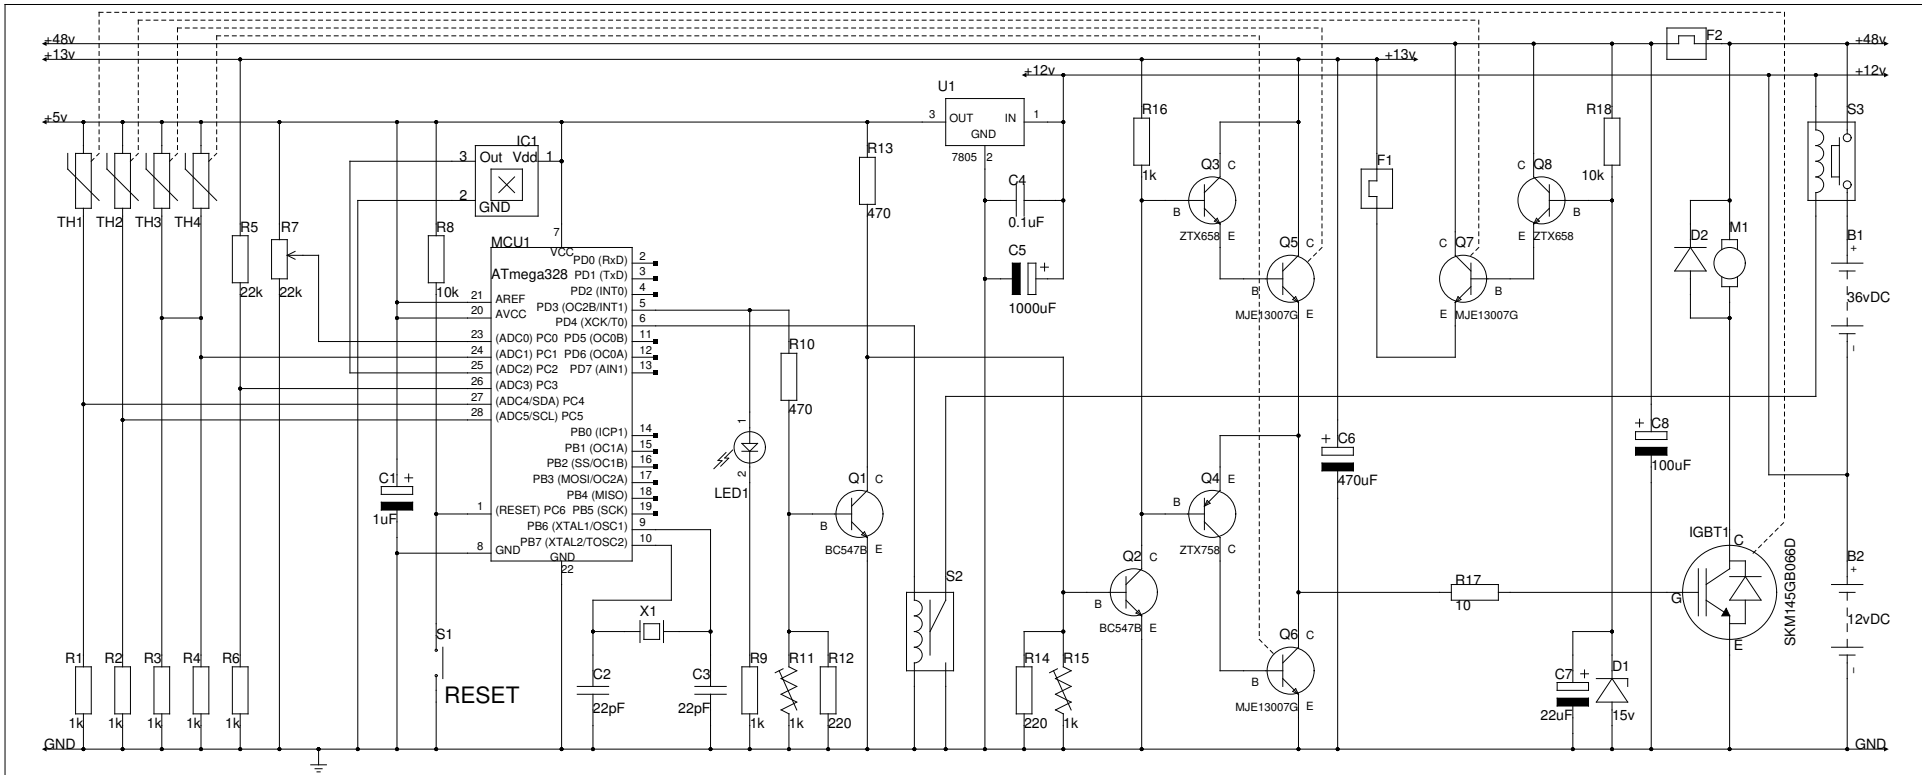 +48v
F2
+48v
+13v
+13v
+12v
+12v
U1
S3
+5v
3 OUT IN 1
GND
7805 2
R16
1k
R18
10k
IC1
3 Out Vdd 1
2
GND
R13
470
C4
0.1uF
Q3
C
B
ZTX658
E
F1
C
Q8
B
E
ZTX658
TH1
TH2
TH3
TH4
R5
22k
R7
22k
R8
10k
MCU1
ATmega328
7
VCC
PD0 (RxD) 2
PD1 (TxD) 3
PD2 (INT0) 4
21 AREF
PD3 (OC2B/INT1) 5
20 AVCC
PD4 (XCK/T0) 6
23 (ADC0) PC0
PD5 (OC0B) 11
24 (ADC1) PC1
PD6 (OC0A) 12
25 (ADC2) PC2
PD7 (AIN1) 13
26 (ADC3) PC3
27 (ADC4/SDA) PC4
28 (ADC5/SCL) PC5
PB0 (ICP1) 14
PB1 (OC1A) 15
PB2 (SS/OC1B) 16
PB3 (MOSI/OC2A) 17
PB4 (MISO) 18
1 (RESET) PC6
PB5 (SCK) 19
PB6 (XTAL1/OSC1) 9
PB7 (XTAL2/TOSC2) 10
8 GND
GND
22
C5
+
1000uF
Q5
C
B
MJE13007G
E
Q7
C
B
E
MJE13007G
D2
M1
B1
+
36vDC
-
R10
470
1
2
LED1
C1
+
1uF
Q1
C
B
BC547B
E
Q4
E
B
ZTX758
C
+
C6
470uF
+
C8
100uF
IGBT1
C
G
E
SKM145GB066D
B2
+
12vDC
-
Q2
C
B
BC547B
E
S2
R17
10
X1
S1
RESET
Q6
C
B
MJE13007G
E
R1
1k
R2
1k
R3
1k
R4
1k
R6
1k
C2
22pF
C3
22pF
R9
1k
R11
1k
R12
220
R14
220
R15
1k
C7
+
22uF
D1
15v
GND
GND